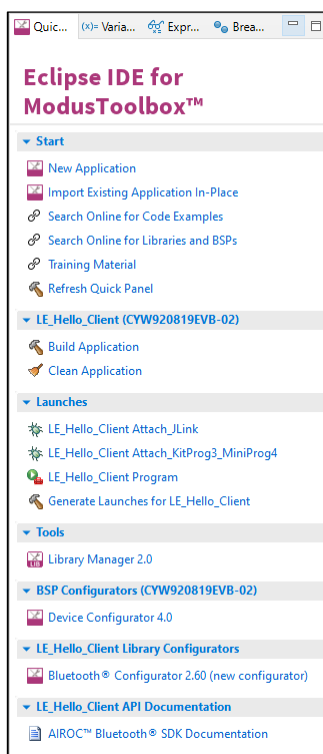 Quic... (x)= Varia... Expr... Brea...
Eclipse IDE for
ModusToolbox™
Start
New Application
Import Existing Application In-Place
Search Online for Code Examples
Search Online for Libraries and BSPs
Training Material
Refresh Quick Panel
LE_Hello_Client (CYW920819EVB-02)
Build Application
Clean Application
Launches
LE_Hello_Client Attach_JLink
LE_Hello_Client Attach_KitProg3_MiniProg4
LE_Hello_Client Program
Generate Launches for LE_Hello_Client
Tools
LIB Library Manager 2.0
BSP Configurators (CYW920819EVB-02)
Device Configurator 4.0
LE_Hello_Client Library Configurators
Bluetooth® Configurator 2.60 (new configurator)
LE_Hello_Client API Documentation
AIROC™ Bluetooth® SDK Documentation